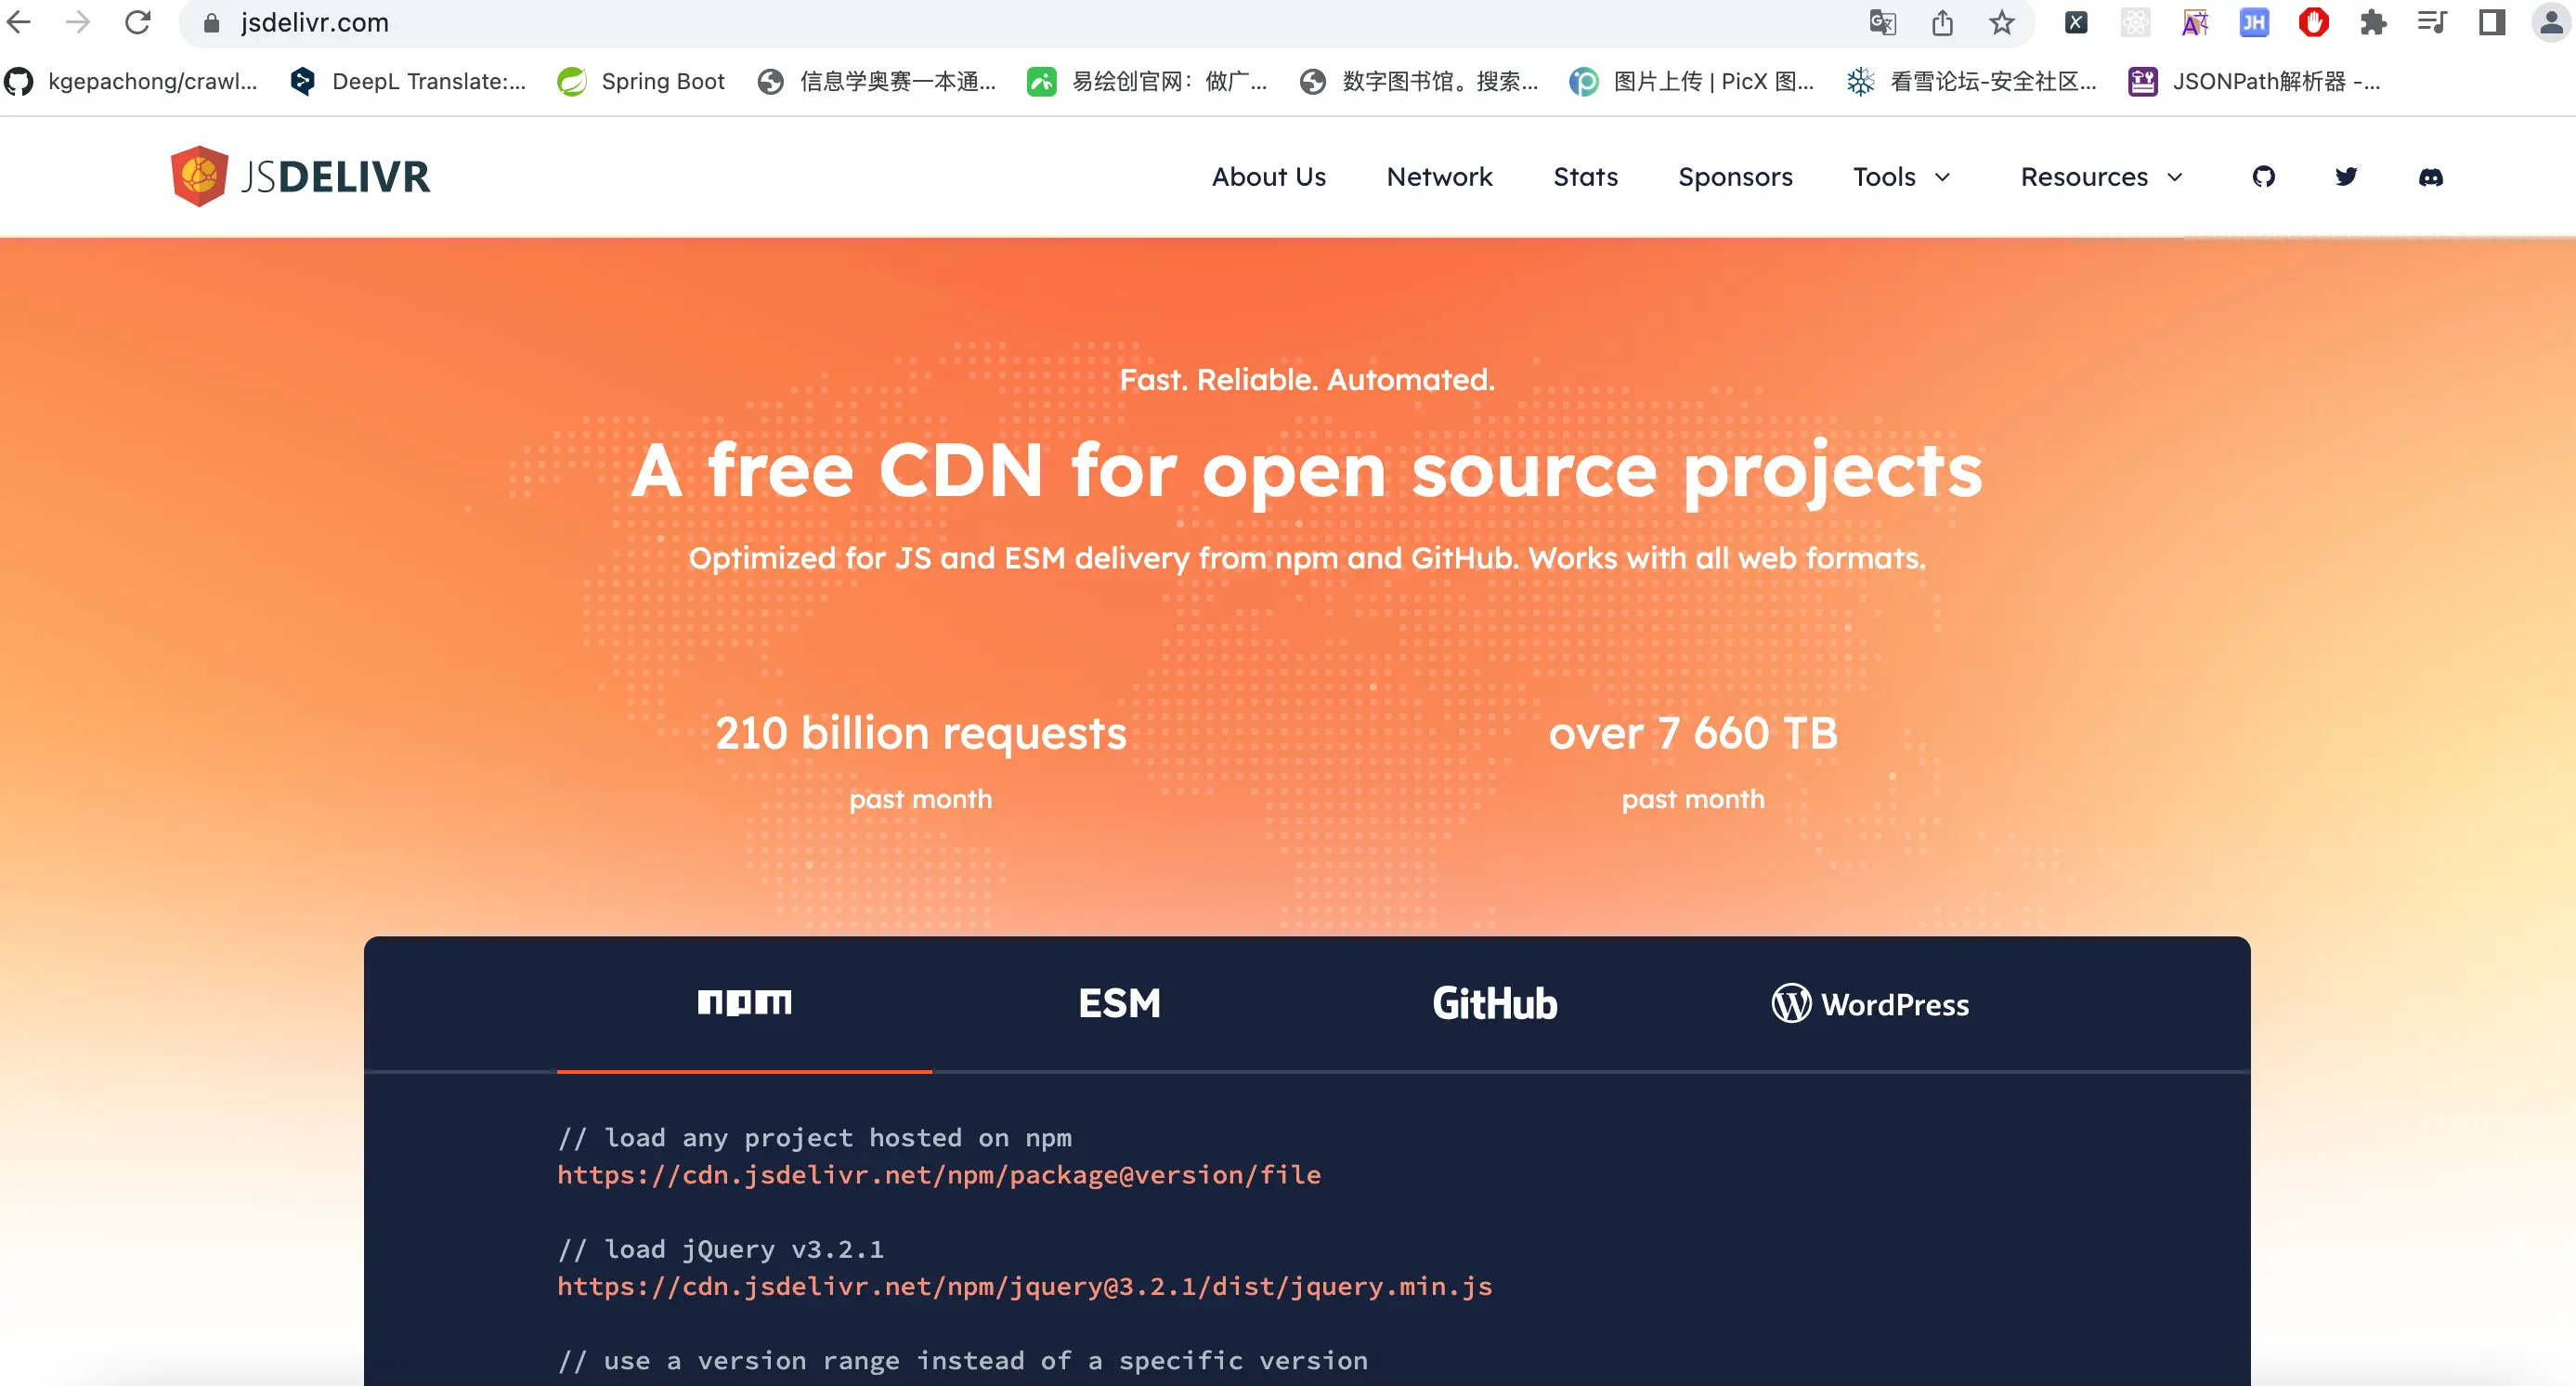 jsdelivr.com
kgepachong/crawl...
DeepL Translate:...
Spring Boot
信息学奥赛一本通...
易绘创官网：做广...
数字图书馆。搜索...
图片上传 | PicX 图...
看雪论坛-安全社区...
JSONPath解析器 -...
JSDELIVR
About Us
Network
Stats
Sponsors
Tools
Resources
Fast. Reliable. Automated.
A free CDN for open source projects
Optimized for JS and ESM delivery from npm and GitHub. Works with all web formats.
210 billion requests
past month
over 7 660 TB
past month
npm
ESM
GitHub
WordPress
// load any project hosted on npm
https://cdn.jsdelivr.net/npm/package@version/file
// load jQuery v3.2.1
https://cdn.jsdelivr.net/npm/jquery@3.2.1/dist/jquery.min.js
// use a version range instead of a specific version